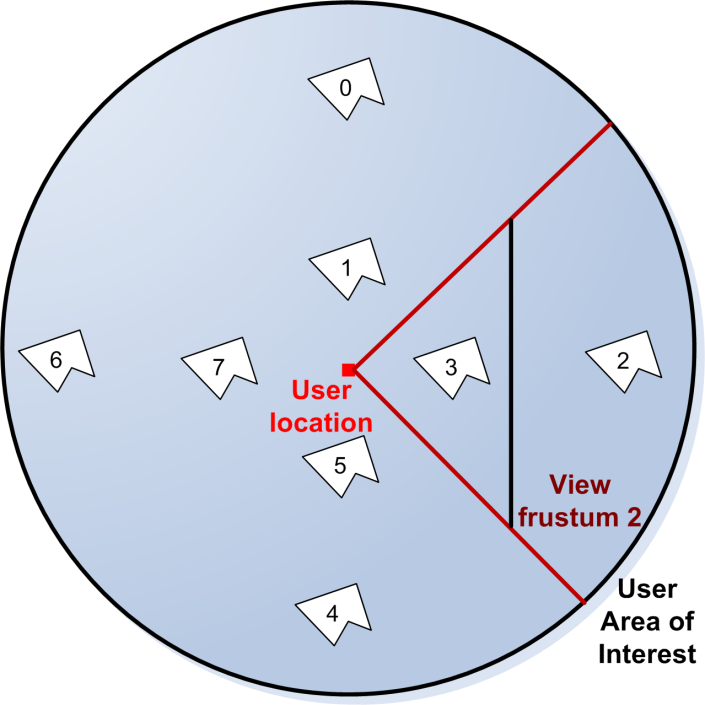 0
1
6
7
3
2
User
location
5
View
frustum 2
4
User
Area of
Interest